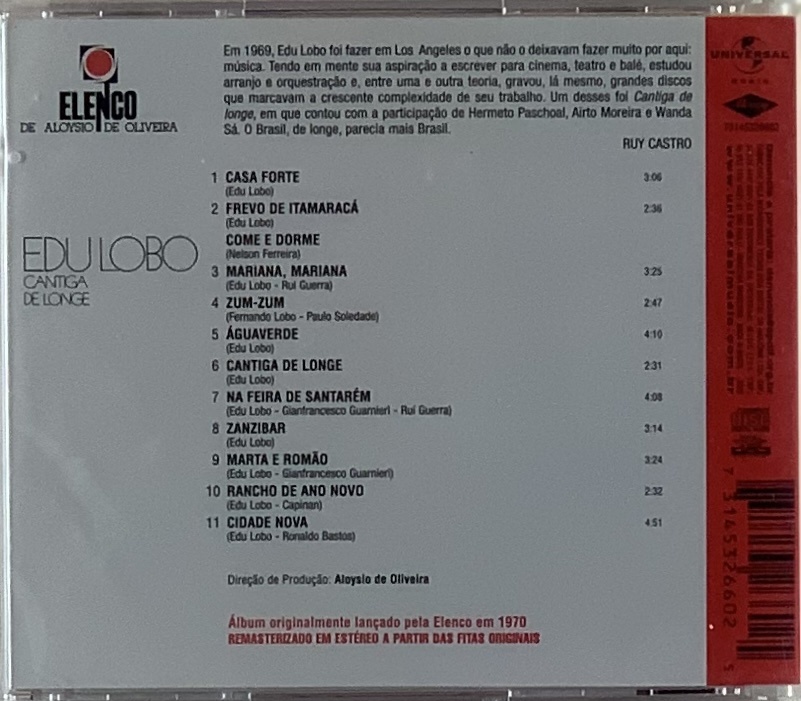 Em 1969, Edu Lobo foi fazer em Los Angeles o que não o deixavam fazer muito por aqui:
música. Tendo em mente sua aspiração a escrever para cinema, teatro e balé, estudou
arranjo e orquestração e, entre uma e outra teoria, gravou, lá mesmo, grandes discos
que marcavam a crescente complexidade de seu trabalho. Um desses foi Cantiga de
longe, em que contou com a participação de Hermeto Paschoal, Airto Moreira e Wanda
Sá. O Brasil, de longe, parecia mais Brasil.
RUY CASTRO
ELENCO
DE ALOYSIO DE OLIVEIRA
EDU LOBO
CANTIGA
DE LONGE
1 CASA FORTE 3:06
(Edu Lobo)
2 FREVO DE ITAMARACÁ 2:36
(Edu Lobo)
COME E DORME
(Nelson Ferreira)
3 MARIANA, MARIANA 3:25
(Edu Lobo - Rui Guerra)
4 ZUM-ZUM 2:47
(Fernando Lobo - Paulo Soledade)
5 ÁGUAVERDE 4:10
(Edu Lobo)
6 CANTIGA DE LONGE 2:31
(Edu Lobo)
7 NA FEIRA DE SANTARÉM 4:08
(Edu Lobo - Gianfrancesco Guarnieri - Rui Guerra)
8 ZANZIBAR 3:14
(Edu Lobo)
9 MARTA E ROMÃO 3:24
(Edu Lobo - Gianfrancesco Guarnieri)
10 RANCHO DE ANO NOVO 2:32
(Edu Lobo - Capinan)
11 CIDADE NOVA 4:51
(Edu Lobo - Ronaldo Bastos)
Direção de Produção: Aloysio de Oliveira
Álbum originalmente lançado pela Elenco em 1970
REMASTERIZADO EM ESTÉREO A PARTIR DAS FITAS ORIGINAIS
UNIVERSAL
www.universalmusic.com.br
7 31453 26602 5